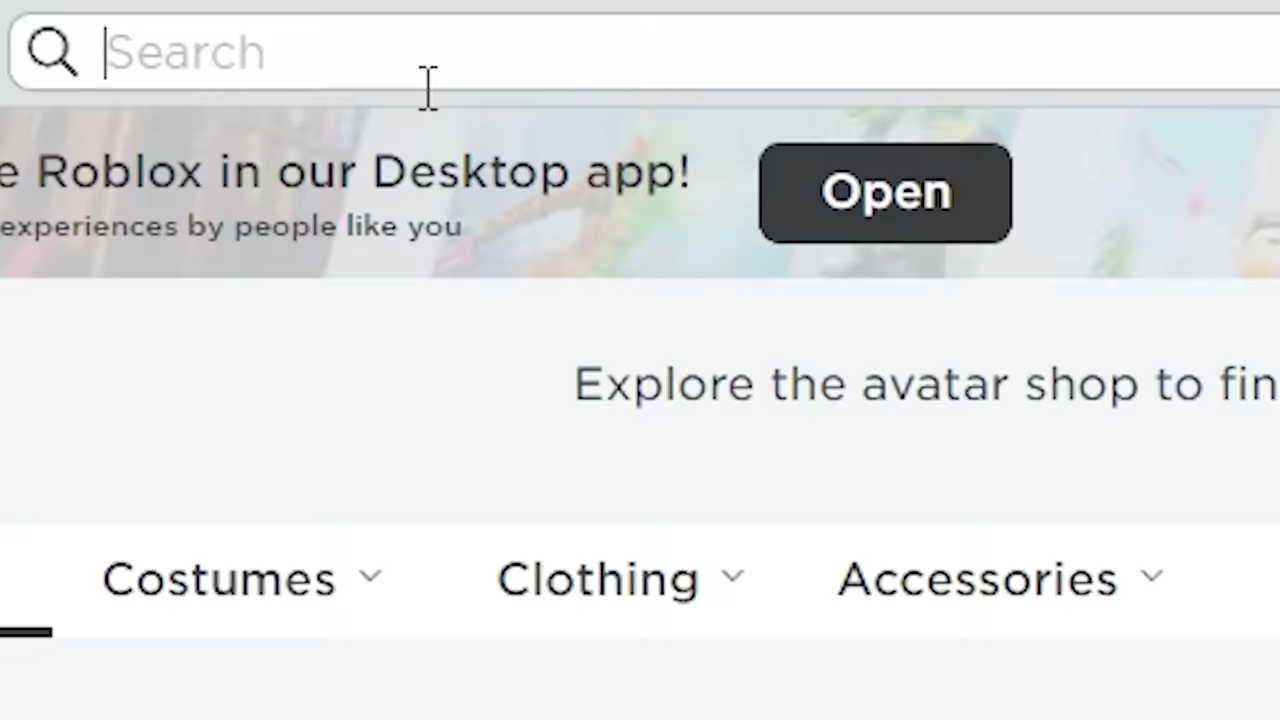 Search
e Roblox in our Desktop app!
experiences by people like you
Open
Explore the avatar shop to fin
Costumes
Clothing
Accessories